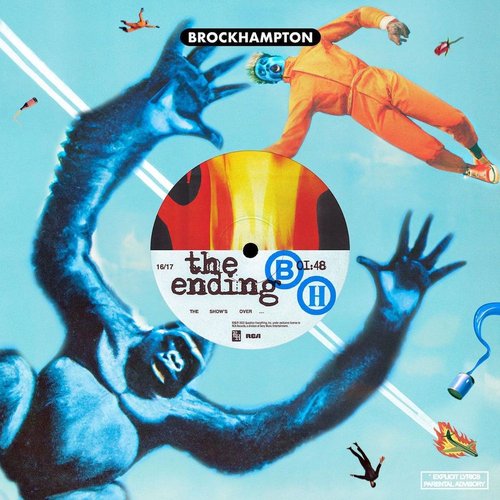 BROCKHAMPTON
16/17
the
ending
B
01:48
H
THE SHOW'S OVER ...
RCA
* EXPLICIT LYRICS
PARENTAL ADVISORY